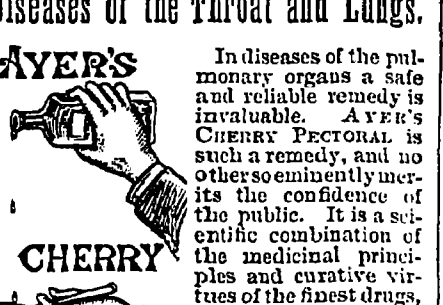 Diseases of the Throat and Lungs.
AYER'S
CHERRY
In diseases of the pul-
monary organs a safe
and reliable remedy is
invaluable. AYER'S
CHERRY PECTORAL is
such a remedy, and no
other so eminently mer-
its the confidence of
the public. It is a sci-
entific combination of
the medicinal princi-
ples and curative vir-
tues of the finest drugs,